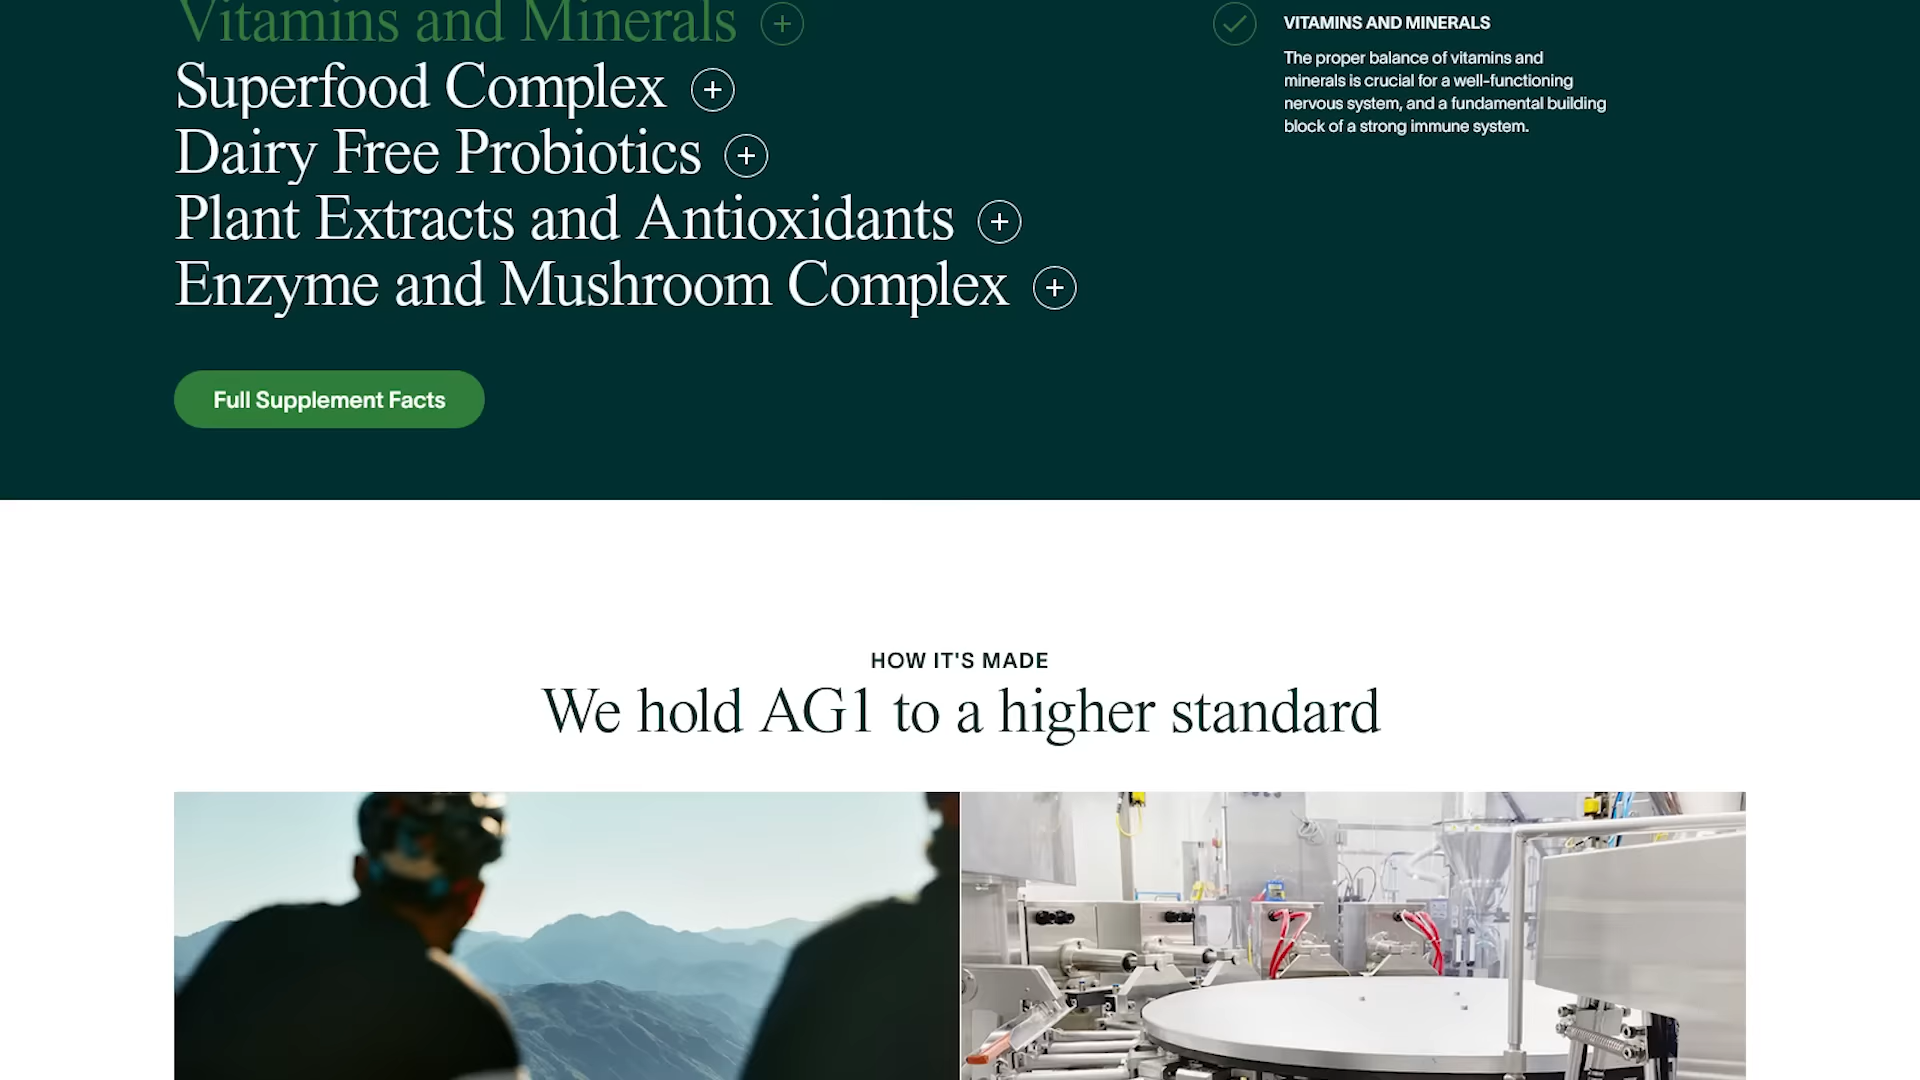 Vitamins and Minerals
Superfood Complex
Dairy Free Probiotics
Plant Extracts and Antioxidants
Enzyme and Mushroom Complex
Full Supplement Facts
VITAMINS AND MINERALS
The proper balance of vitamins and
minerals is crucial for a well-functioning
nervous system, and a fundamental building
block of a strong immune system.
HOW IT'S MADE
We hold AG1 to a higher standard